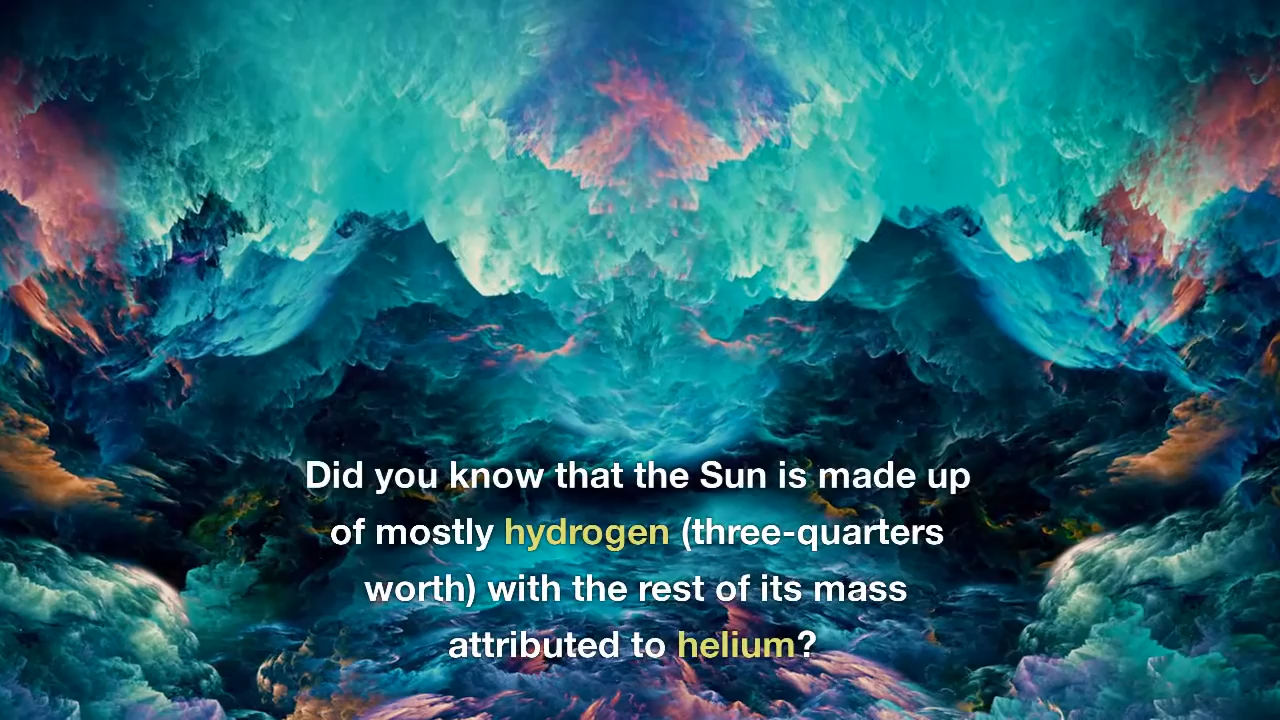 Did you know that the Sun is made up
of mostly hydrogen (three-quarters
worth) with the rest of its mass
attributed to helium?